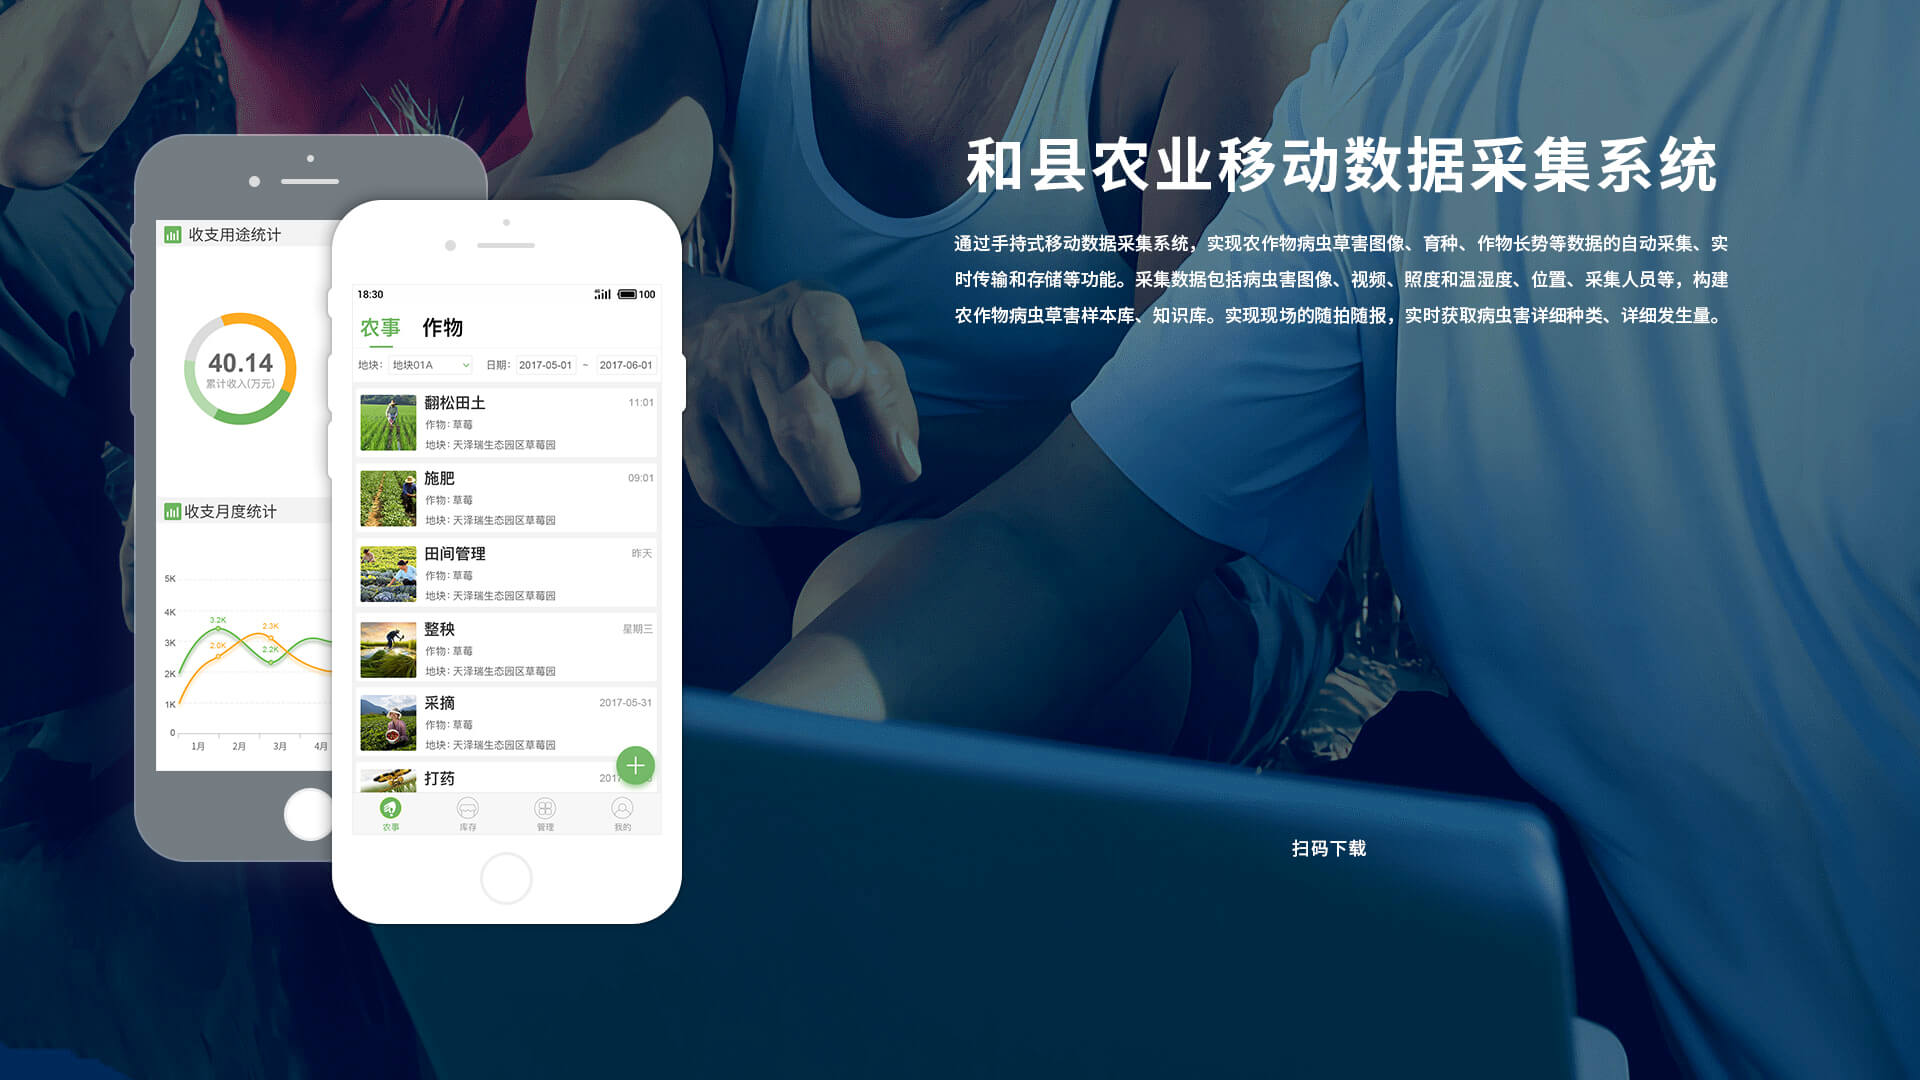 和县农业移动数据采集系统
通过手持式移动数据采集系统，实现农作物病虫草害图像、育种、作物长势等数据的自动采集、实
时传输和存储等功能。采集数据包括病虫害图像、视频、照度和温湿度、位置、采集人员等，构建
农作物病虫草害样本库、知识库。实现现场的随拍随报，实时获取病虫害详细种类、详细发生量。
扫码下载
收支用途统计
40.14
累计收入(万元)
收支月度统计
5K
4K
3K
2K
1K
0
3.2K
2.3K
2.0K
2.2K
1月 2月 3月 4月
18:30 100
农事 作物
地块: 地块01A 日期: 2017-05-01 ~ 2017-06-01
翻松田土 11:01
作物: 草莓
地块: 天泽瑞生态园区草莓园
施肥 09:01
作物: 草莓
地块: 天泽瑞生态园区草莓园
田间管理 昨天
作物: 草莓
地块: 天泽瑞生态园区草莓园
整秧 星期三
作物: 草莓
地块: 天泽瑞生态园区草莓园
采摘 2017-05-31
作物: 草莓
地块: 天泽瑞生态园区草莓园
打药 2017
农事 库存 管理 我的